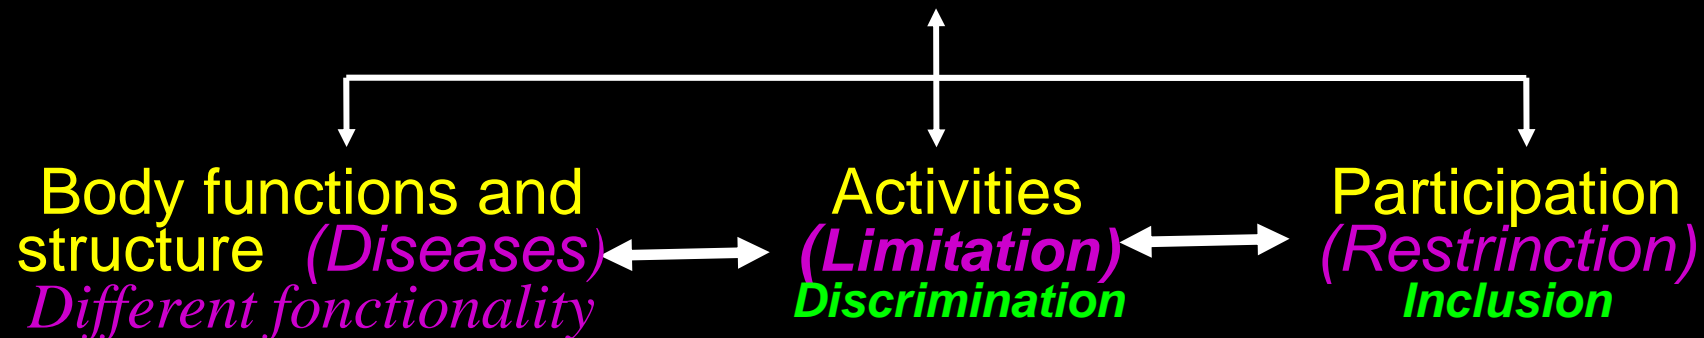 Body functions and
structure (Diseases)
Different fonctionality
Activities
(Limitation)
Discrimination
Participation
(Restrinction)
Inclusion